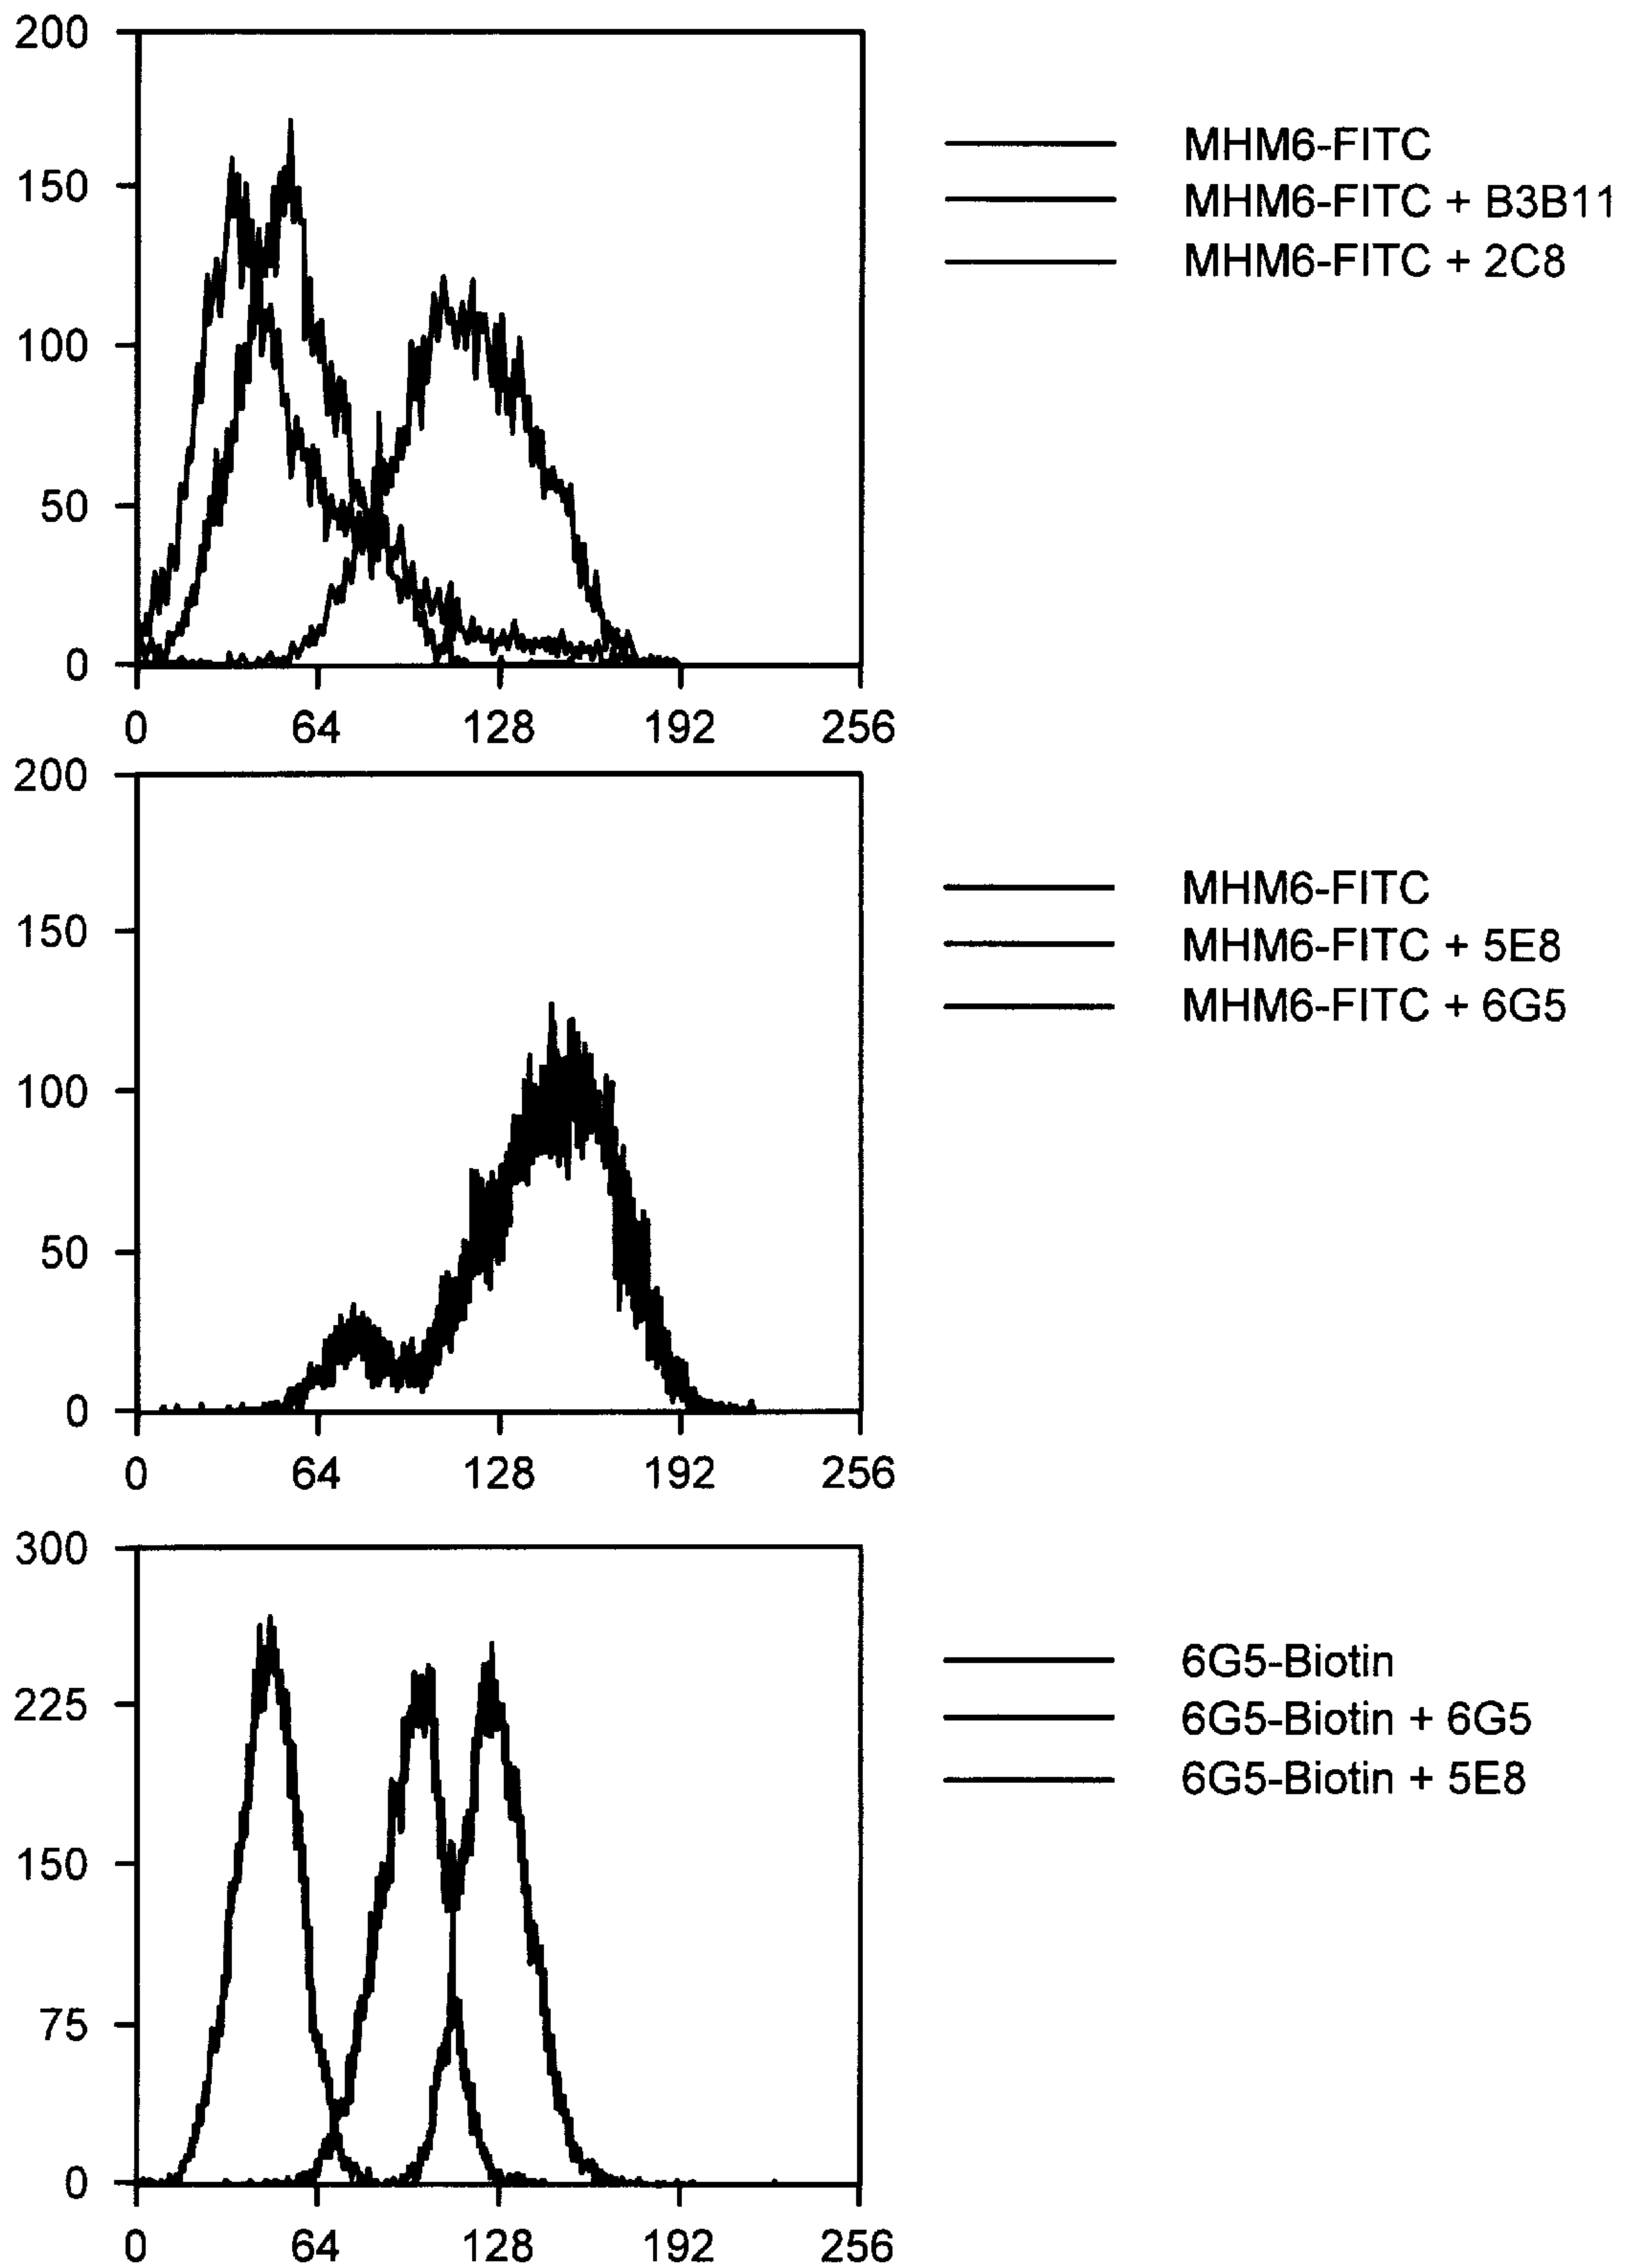 200
150
100
50
0
0 64 128 192 256
MHM6-FITC
MHM6-FITC + B3B11
MHM6-FITC + 2C8
200
150
100
50
0
0 64 128 192 256
MHM6-FITC
MHM6-FITC + 5E8
MHM6-FITC + 6G5
300
225
150
75
0
0 64 128 192 256
6G5-Biotin
6G5-Biotin + 6G5
6G5-Biotin + 5E8